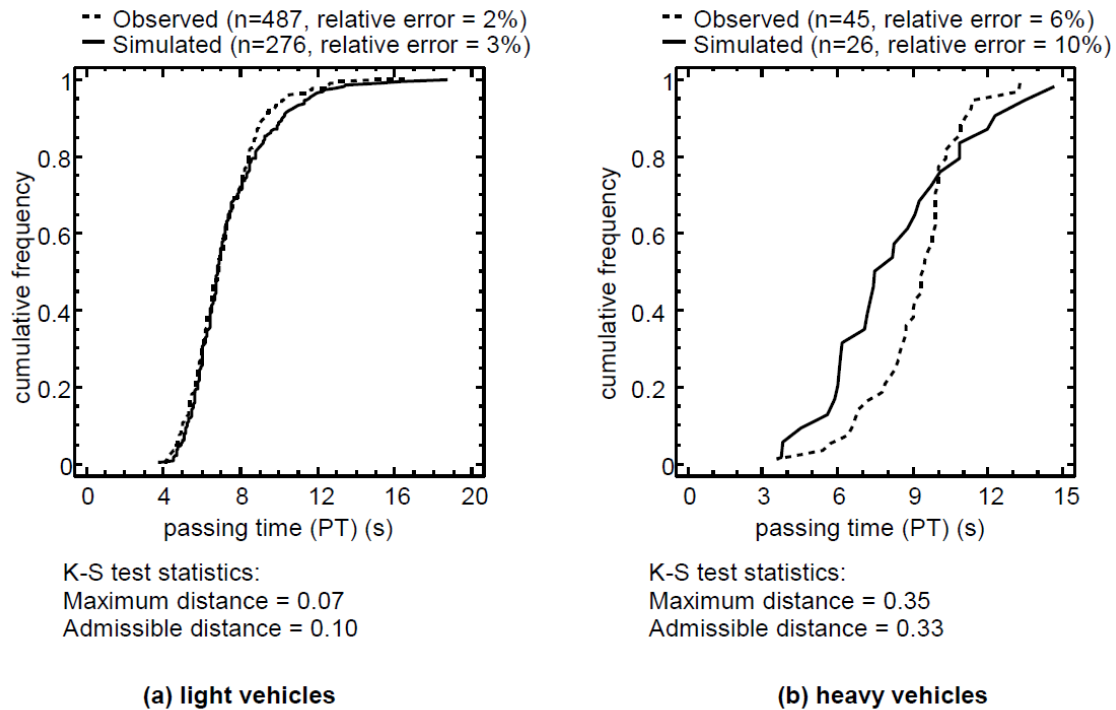 Observed (n=487, relative error = 2%)
Simulated (n=276, relative error = 3%)
1
0.8
0.6
0.4
0.2
0
cumulative frequency
0 4 8 12 16 20
passing time (PT) (s)
K-S test statistics:
Maximum distance = 0.07
Admissible distance = 0.10
(a) light vehicles
Observed (n=45, relative error = 6%)
Simulated (n=26, relative error = 10%)
1
0.8
0.6
0.4
0.2
0
cumulative frequency
0 3 6 9 12 15
passing time (PT) (s)
K-S test statistics:
Maximum distance = 0.35
Admissible distance = 0.33
(b) heavy vehicles